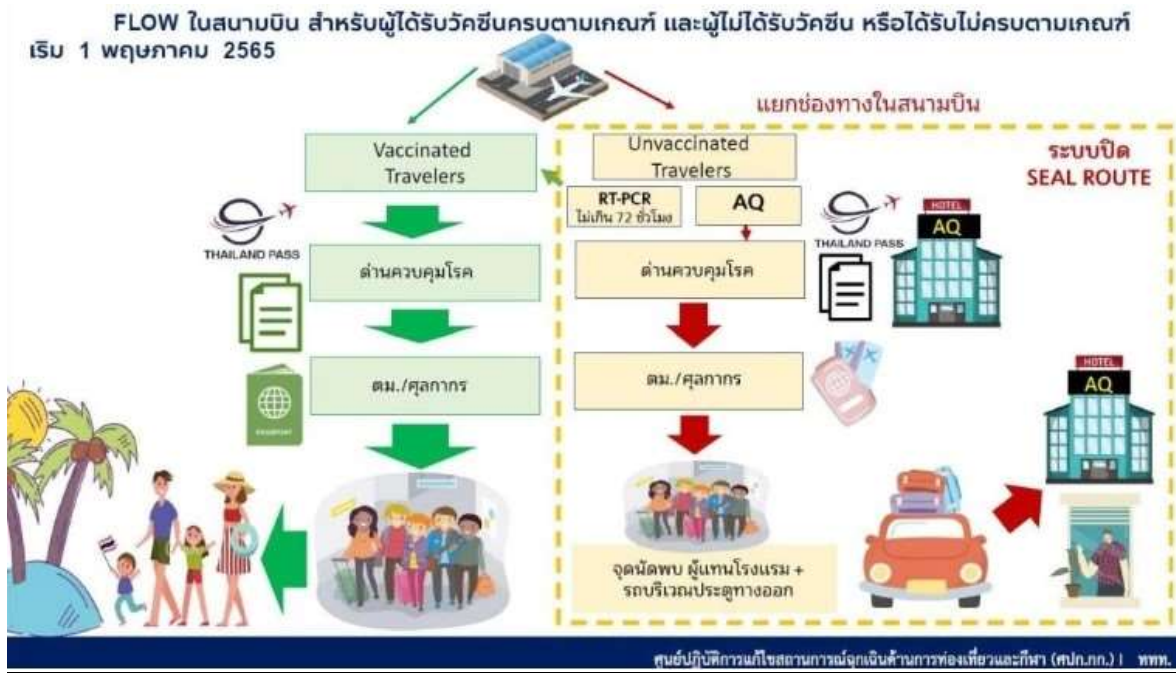 FLOW ในสนามบิน สำหรับผู้ได้รับวัคซีนครบตามเกณฑ์ และผู้ไม่ได้รับวัคซีน หรือได้รับไม่ครบตามเกณฑ์
เริ่ม 1 พฤษภาคม 2565
แยกช่องทางในสนามบิน
Vaccinated
Travelers
Unvaccinated
Travelers
ระบบปิด
SEAL ROUTE
RT-PCR
ไม่เกิน 72 ชั่วโมง
AQ
THAILAND PASS
THAILAND PASS
HOTEL
AQ
ด่านควบคุมโรค
ด่านควบคุมโรค
ตม./ศุลกากร
ตม./ศุลกากร
PASSPORT
HOTEL
AQ
จุดนัดพบ ผู้แทนโรงแรม +
รถบริเวณประตูทางออก
ศูนย์ปฏิบัติการแก้ไขสถานการณ์ฉุกเฉินด้านการท่องเที่ยวและกีฬา (ศปก.กก.) | ททท.